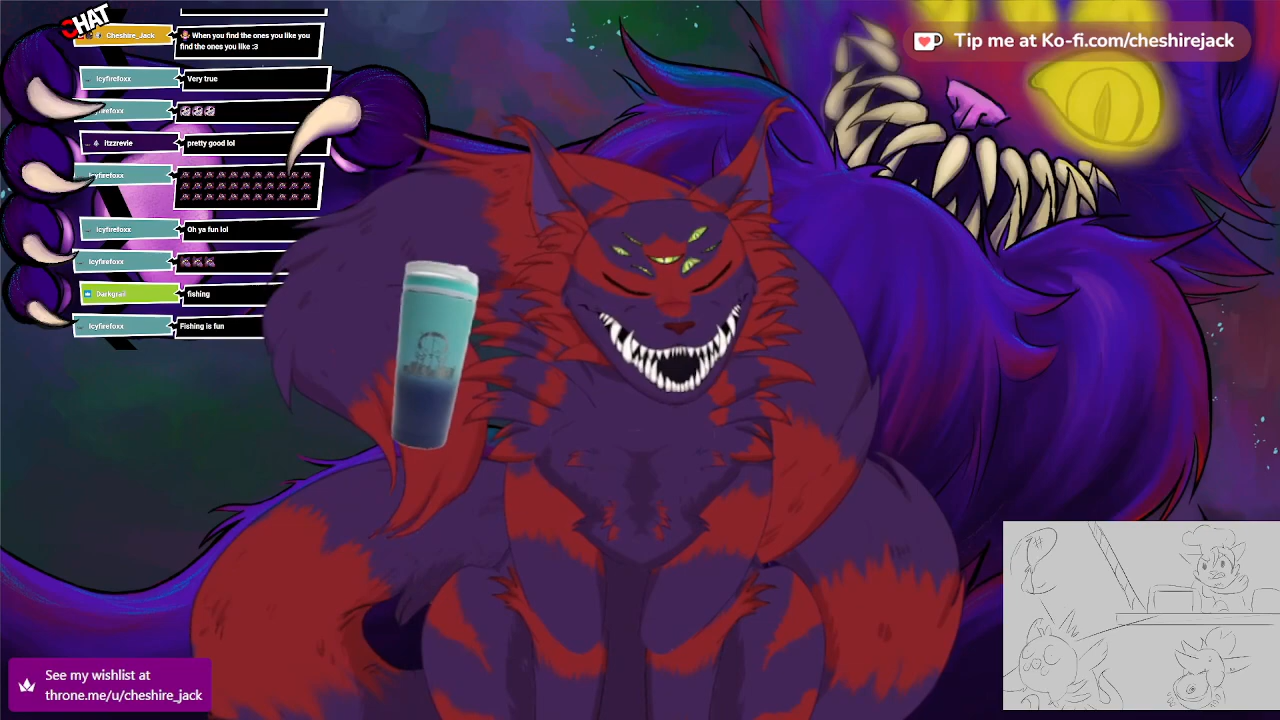 CHAT
Cheshire_Jack
When you find the ones you like you
find the ones you like :3
Icyfirefoxx
Very true
Icyfirefoxx
itzzrevie
pretty good lol
Icyfirefoxx
Icyfirefoxx
Oh ya fun lol
Icyfirefoxx
Darkgrail
fishing
Icyfirefoxx
Fishing is fun
Tip me at Ko-fi.com/cheshirejack
See my wishlist at
throne.me/u/cheshire_jack